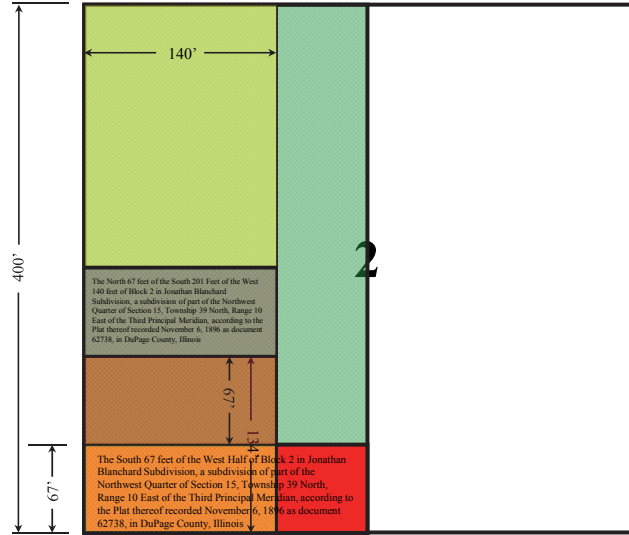 140’
2
400’
The North 67 feet of the South 201 Feet of the West
140 feet of Block 2 in Jonathan Blanchard
Subdivision, a subdivision of part of the Northwest
Quarter of Section 15, Township 39 North, Range 10
East of the Third Principal Meridian, according to the
Plat thereof recorded November 6, 1896 as document
62738, in DuPage County, Illinois
67’
134’
67’
The South 67 feet of the West Half of Block 2 in Jonathan
Blanchard Subdivision, a subdivision of part of the
Northwest Quarter of Section 15, Township 39 North,
Range 10 East of the Third Principal Meridian, according to
the Plat thereof recorded November 6, 1896 as document
62738, in DuPage County, Illinois